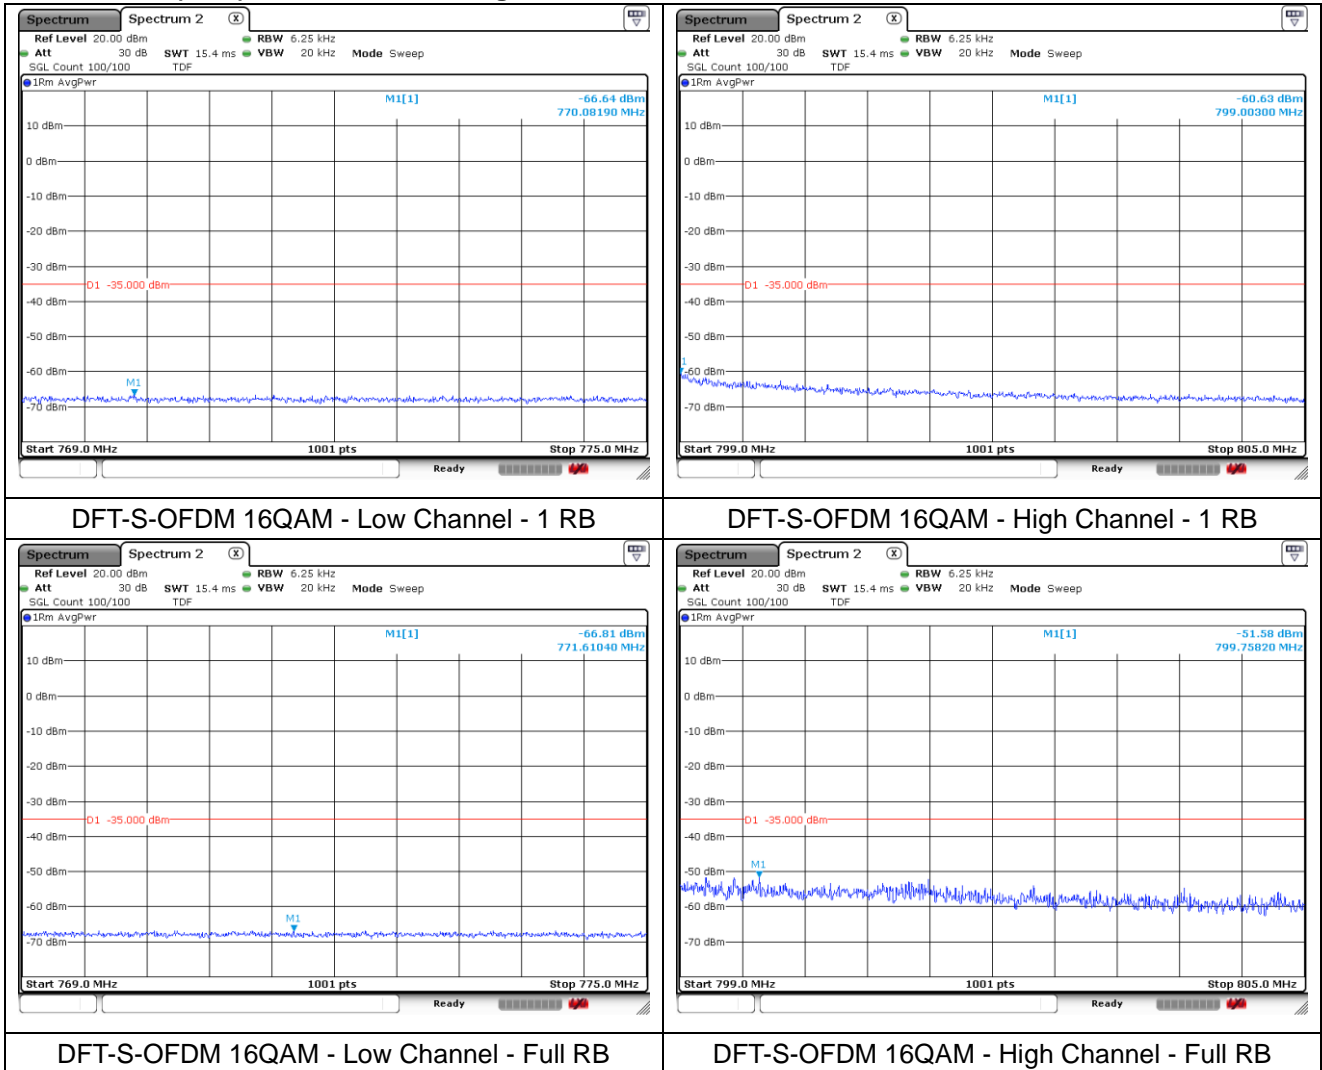 Spectrum Spectrum 2 X
Ref Level 20.00 dBm RBW 6.25 kHz
Att 30 dB SWT 15.4 ms VBW 20 kHz Mode Sweep
SGL Count 100/100 TDF
1Rm AvgPwr
M1[1] -66.64 dBm
770.08190 MHz
10 dBm
0 dBm
-10 dBm
-20 dBm
-30 dBm
D1 -35.000 dBm
-40 dBm
-50 dBm
-60 dBm
M1
-70 dBm
Start 769.0 MHz 1001 pts Stop 775.0 MHz
Ready
DFT-S-OFDM 16QAM - Low Channel - 1 RB
Spectrum Spectrum 2 X
Ref Level 20.00 dBm RBW 6.25 kHz
Att 30 dB SWT 15.4 ms VBW 20 kHz Mode Sweep
SGL Count 100/100 TDF
1Rm AvgPwr
M1[1] -60.63 dBm
799.00300 MHz
10 dBm
0 dBm
-10 dBm
-20 dBm
-30 dBm
D1 -35.000 dBm
-40 dBm
-50 dBm
1
-60 dBm
-70 dBm
Start 799.0 MHz 1001 pts Stop 805.0 MHz
Ready
DFT-S-OFDM 16QAM - High Channel - 1 RB
Spectrum Spectrum 2 X
Ref Level 20.00 dBm RBW 6.25 kHz
Att 30 dB SWT 15.4 ms VBW 20 kHz Mode Sweep
SGL Count 100/100 TDF
1Rm AvgPwr
M1[1] -66.81 dBm
771.61040 MHz
10 dBm
0 dBm
-10 dBm
-20 dBm
-30 dBm
D1 -35.000 dBm
-40 dBm
-50 dBm
-60 dBm
M1
-70 dBm
Start 769.0 MHz 1001 pts Stop 775.0 MHz
Ready
DFT-S-OFDM 16QAM - Low Channel - Full RB
Spectrum Spectrum 2 X
Ref Level 20.00 dBm RBW 6.25 kHz
Att 30 dB SWT 15.4 ms VBW 20 kHz Mode Sweep
SGL Count 100/100 TDF
1Rm AvgPwr
M1[1] -51.58 dBm
799.75820 MHz
10 dBm
0 dBm
-10 dBm
-20 dBm
-30 dBm
D1 -35.000 dBm
-40 dBm
M1
-50 dBm
-60 dBm
-70 dBm
Start 799.0 MHz 1001 pts Stop 805.0 MHz
Ready
DFT-S-OFDM 16QAM - High Channel - Full RB